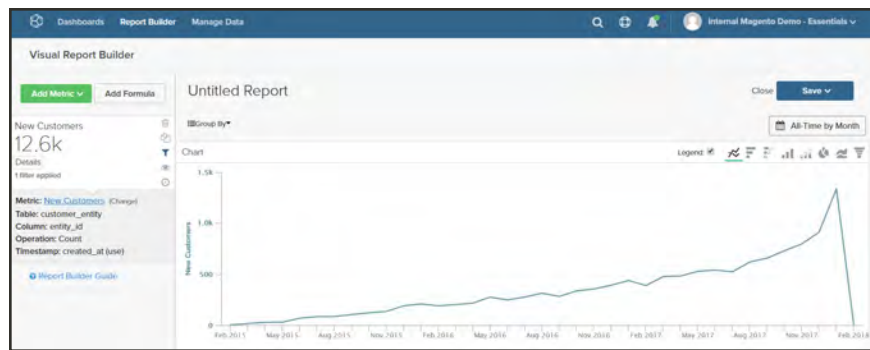 Dashboards Report Builder Manage Data Internal Magento Demo - Essentials
Visual Report Builder
Add Metric Add Formula
Untitled Report
Close Save
New Customers
12.6k
Details
1 filter applied
Group By
All-Time by Month
Chart
Legend
Metric: New Customers (Change)
Table: customer_entity
Column: entity_id
Operation: Count
Timestamp: created_at (use)
Report Builder Guide
New Customers
1.5k
1.0k
500
0
Feb 2015 May 2015 Aug 2015 Nov 2015 Feb 2016 May 2016 Aug 2016 Nov 2016 Feb 2017 May 2017 Aug 2017 Nov 2017 Feb 2018